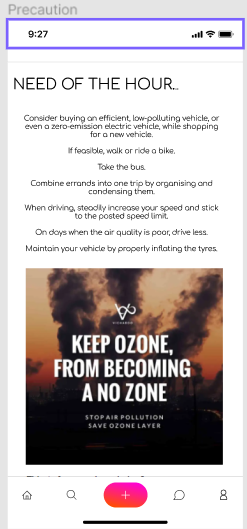 Precaution
9:27
NEED OF THE HOUR...
Consider buying an efficient, low-polluting vehicle, or
even a zero-emission electric vehicle, while shopping
for a new vehicle.
If feasible, walk or ride a bike.
Take the bus.
Combine errands into one trip by organising and
condensing them.
When driving, steadily increase your speed and stick
to the posted speed limit.
On days when the air quality is poor, drive less.
Maintain your vehicle by properly inflating the tyres.
KEEP OZONE,
FROM BECOMING
A NO ZONE
STOP AIR POLLUTION
SAVE OZONE LAYER